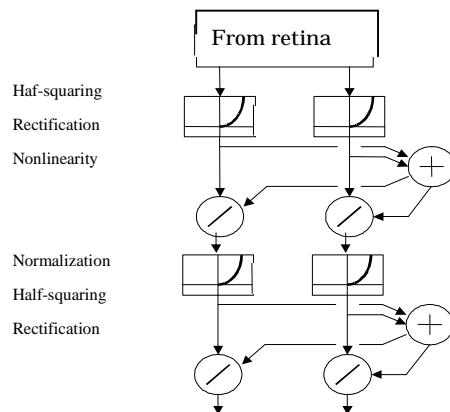 From retina
Haf-squaring
Rectification
Nonlinearity
Normalization
Half-squaring
Rectification